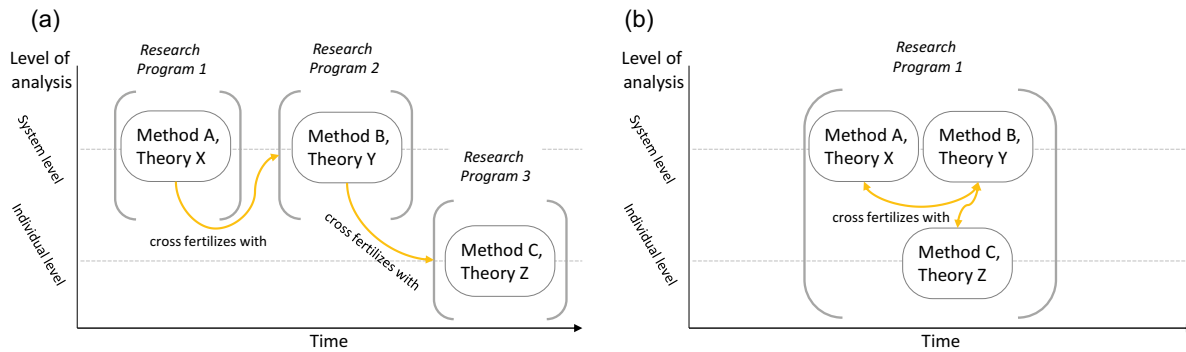 (a)
Level of
analysis
Research
Program 1
Research
Program 2
System level
Method A,
Theory X
Method B,
Theory Y
Research
Program 3
cross fertilizes with
cross fertilizes with
Individual level
Method C,
Theory Z
Time
(b)
Level of
analysis
Research
Program 1
System level
Method A,
Theory X
Method B,
Theory Y
cross fertilizes with
Individual level
Method C,
Theory Z
Time